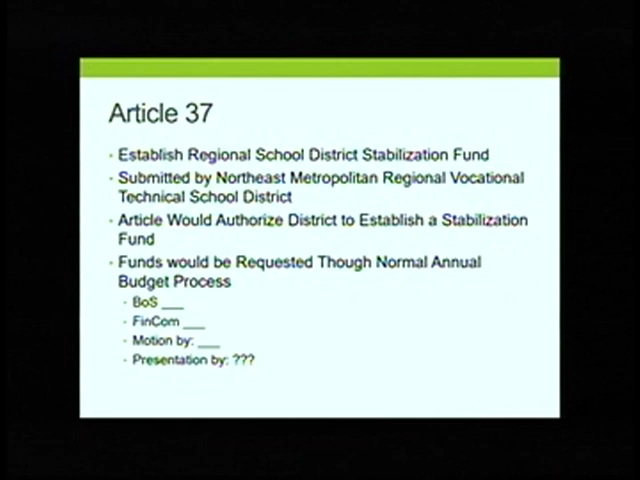 Article 37
· Establish Regional School District Stabilization Fund
· Submitted by Northeast Metropolitan Regional Vocational
Technical School District
· Article Would Authorize District to Establish a Stabilization
Fund
· Funds would be Requested Though Normal Annual
Budget Process
· BoS ___
· FinCom ___
· Motion by: ___
· Presentation by: ???